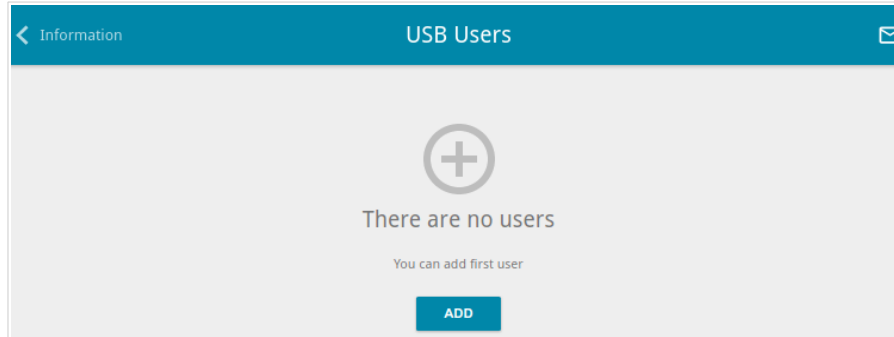 Information
USB Users
There are no users
You can add first user
ADD